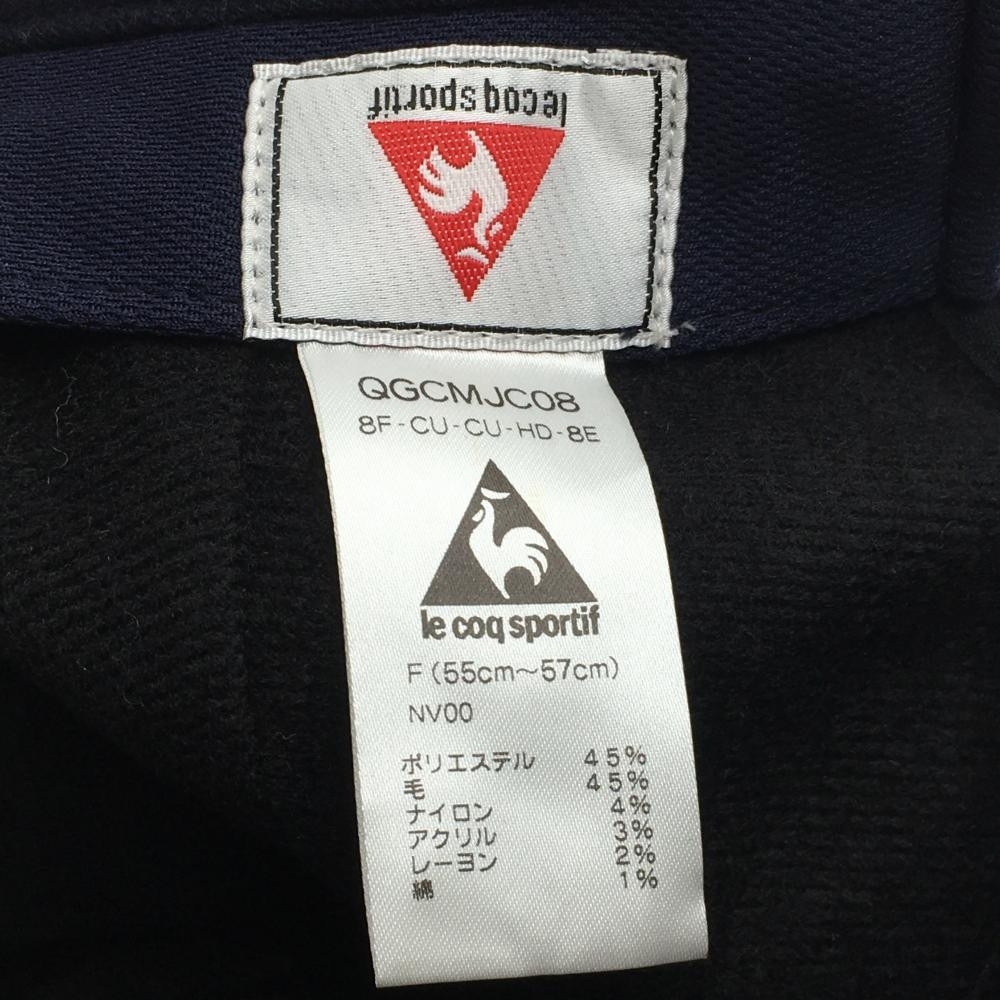 le coq sportif
QGCMJC08
8F-CU-CU-HD-8E
le coq sportif
F (55cm～57cm)
NV00
ポリエステル 45%
毛 45%
ナイロン 4%
アクリル 3%
レーヨン 2%
綿 1%